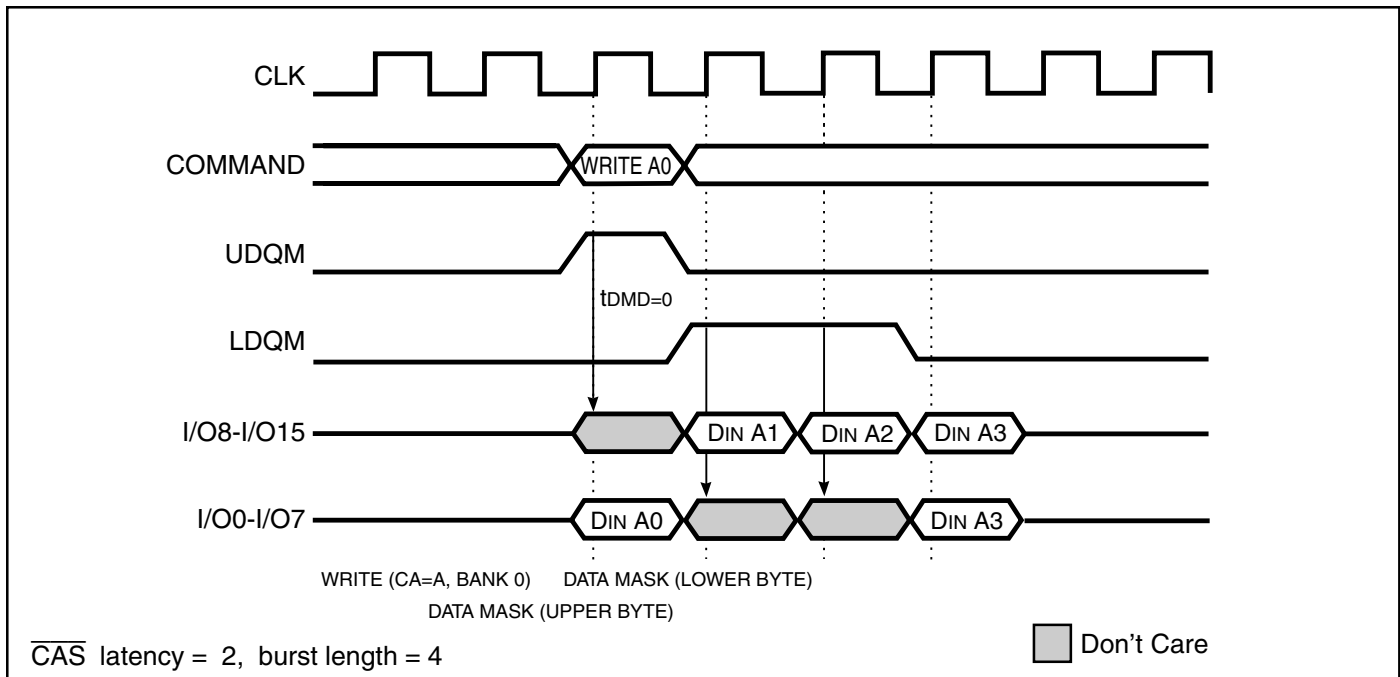 CLK
COMMAND WRITE A0
UDQM
tDMD=0
LDQM
I/O8-I/O15 DIN A1 DIN A2 DIN A3
I/O0-I/O7 DIN A0 DIN A3
WRITE (CA=A, BANK 0) DATA MASK (LOWER BYTE)
DATA MASK (UPPER BYTE)
CAS latency = 2, burst length = 4 Don't Care